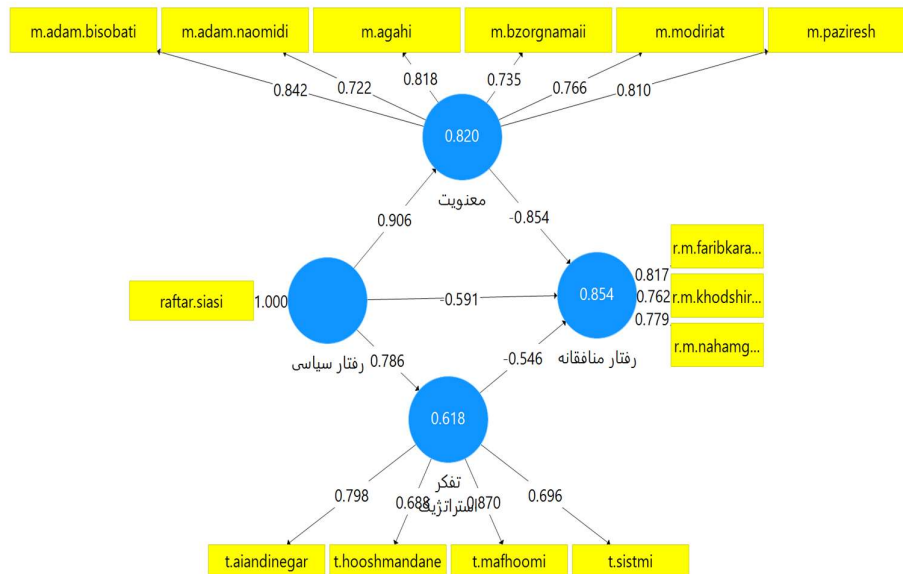 m.adam.bisobati
m.adam.naomidi
m.agahi
m.bzorgnamaii
m.modiriat
m.paziresh
0.842
0.722
0.818
0.735
0.766
0.810
0.820
معنویت
0.906
-0.854
r.m.faribkara...
raftar.siasi
1.000
-0.591
0.854
0.817
0.762
r.m.khodshir...
0.779
r.m.nahamg...
رفتار سیاسی
0.786
-0.546
رفتار منافقانه
0.618
تفکر
استراتژیک
0.798
0.688
0.870
0.696
t.aiandinegar
t.hooshmandane
t.mafhoomi
t.sistmi